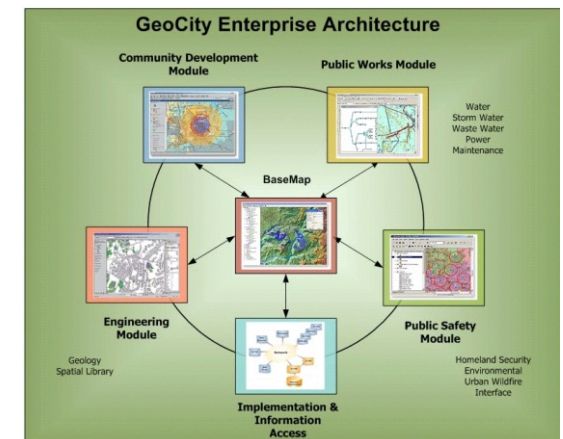 GeoCity Enterprise Architecture
Community Development
Module
Public Works Module
Water
Storm Water
Waste Water
Power
Maintenance
BaseMap
Engineering
Module
Geology
Spatial Library
Public Safety
Module
Homeland Security
Environmental
Urban Wildfire
Interface
Implementation &
Information
Access